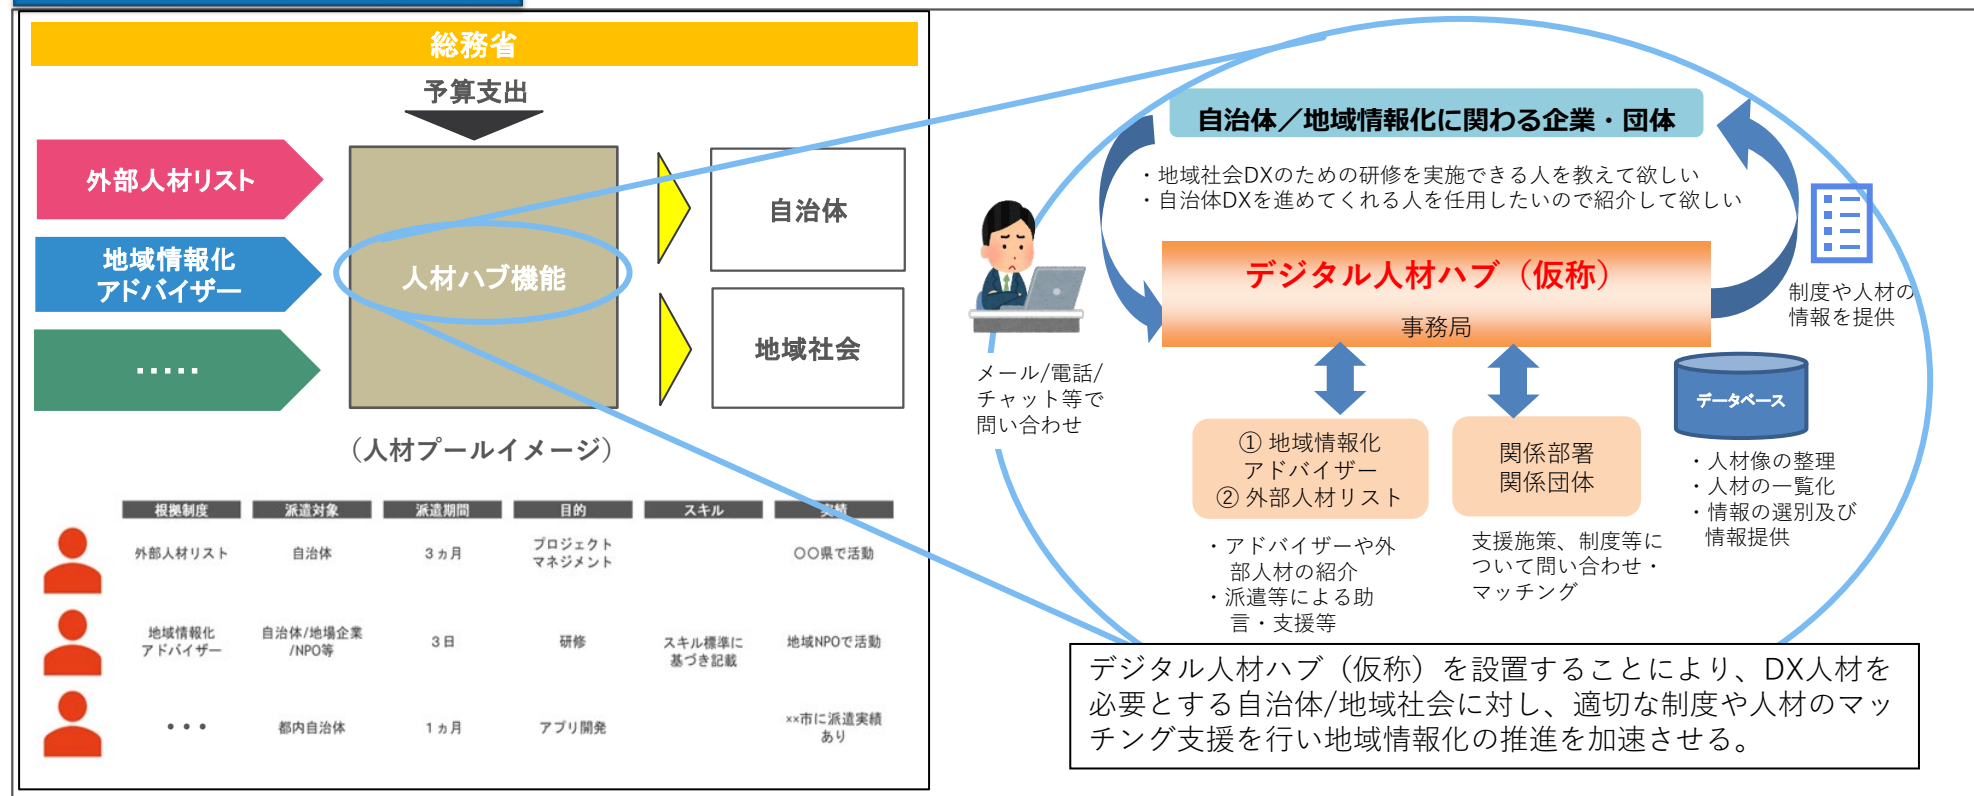 総務省
予算支出
外部人材リスト
地域情報化
アドバイザー
・・・・・
人材ハブ機能
自治体
地域社会
（人材プールイメージ）
根拠制度 派遣対象 派遣期間 目的 スキル 実績
外部人材リスト 自治体 3ヵ月 プロジェクト
マネジメント ○○県で活動
地域情報化
アドバイザー 自治体/地場企業
/NPO等 3日 研修 スキル標準に
基づき記載 地域NPOで活動
・・・ 都内自治体 1ヵ月 アプリ開発 ××市に派遣実績
あり
自治体／地域情報化に関わる企業・団体
・地域社会DXのための研修を実施できる人を教えて欲しい
・自治体DXを進めてくれる人を任用したいので紹介して欲しい
デジタル人材ハブ（仮称）
事務局
制度や人材の
情報を提供
メール/電話/
チャット等で
問い合わせ
① 地域情報化
アドバイザー
② 外部人材リスト
関係部署
関係団体
データベース
・アドバイザーや外
部人材の紹介
・派遣等による助
言・支援等
支援施策、制度等に
ついて問い合わせ・
マッチング
・人材像の整理
・人材の一覧化
・情報の選別及び
情報提供
デジタル人材ハブ（仮称）を設置することにより、DX人材を
必要とする自治体/地域社会に対し、適切な制度や人材のマッ
チング支援を行い地域情報化の推進を加速させる。